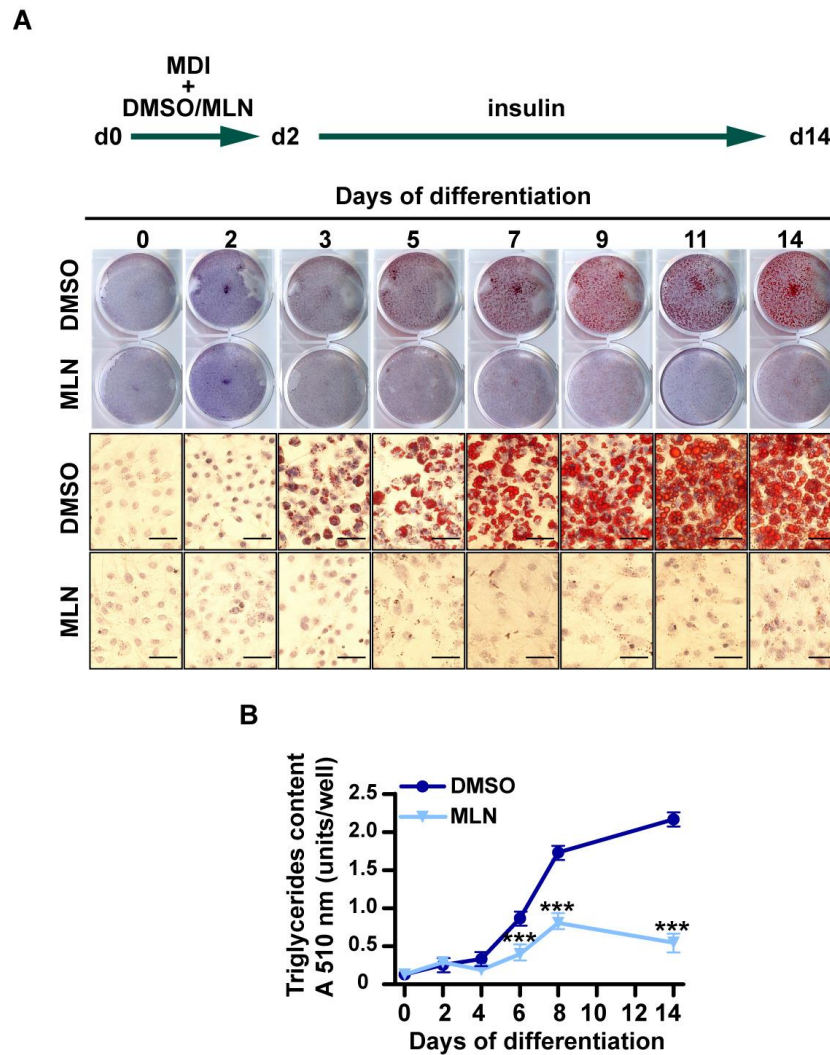 A
MDI
+
DMSO/MLN
insulin
d0
d2
d14
Days of differentiation
0 2 3 5 7 9 11 14
DMSO
MLN
DMSO
MLN
B
DMSO
MLN
Triglycerides content
A 510 nm (units/well)
2.5
2.0
1.5
1.0
0.5
0
***
***
***
0 2 4 6 8 10 12 14
Days of differentiation